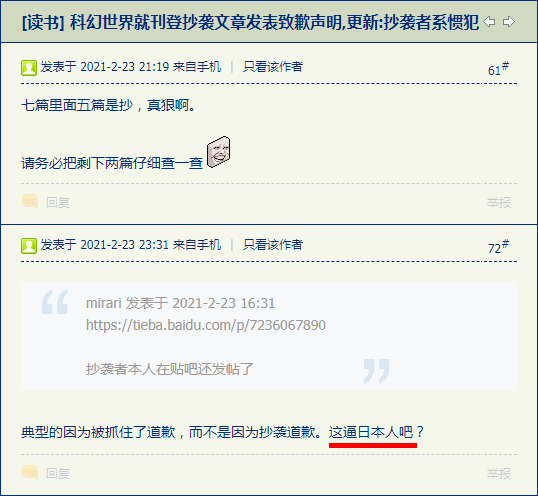 [读书] 科幻世界就刊登抄袭文章发表致歉声明,更新:抄袭者系惯犯
发表于 2021-2-23 21:19 来自手机 | 只看该作者 61#
七篇里面五篇是抄，真狠啊。
请务必把剩下两篇仔细查一查
回复 举报
发表于 2021-2-23 23:31 来自手机 | 只看该作者 72#
mirari 发表于 2021-2-23 16:31
https://tieba.baidu.com/p/7236067890
抄袭者本人在贴吧还发帖了
典型的因为被抓住了道歉，而不是因为抄袭道歉。这逼日本人吧？
回复 举报